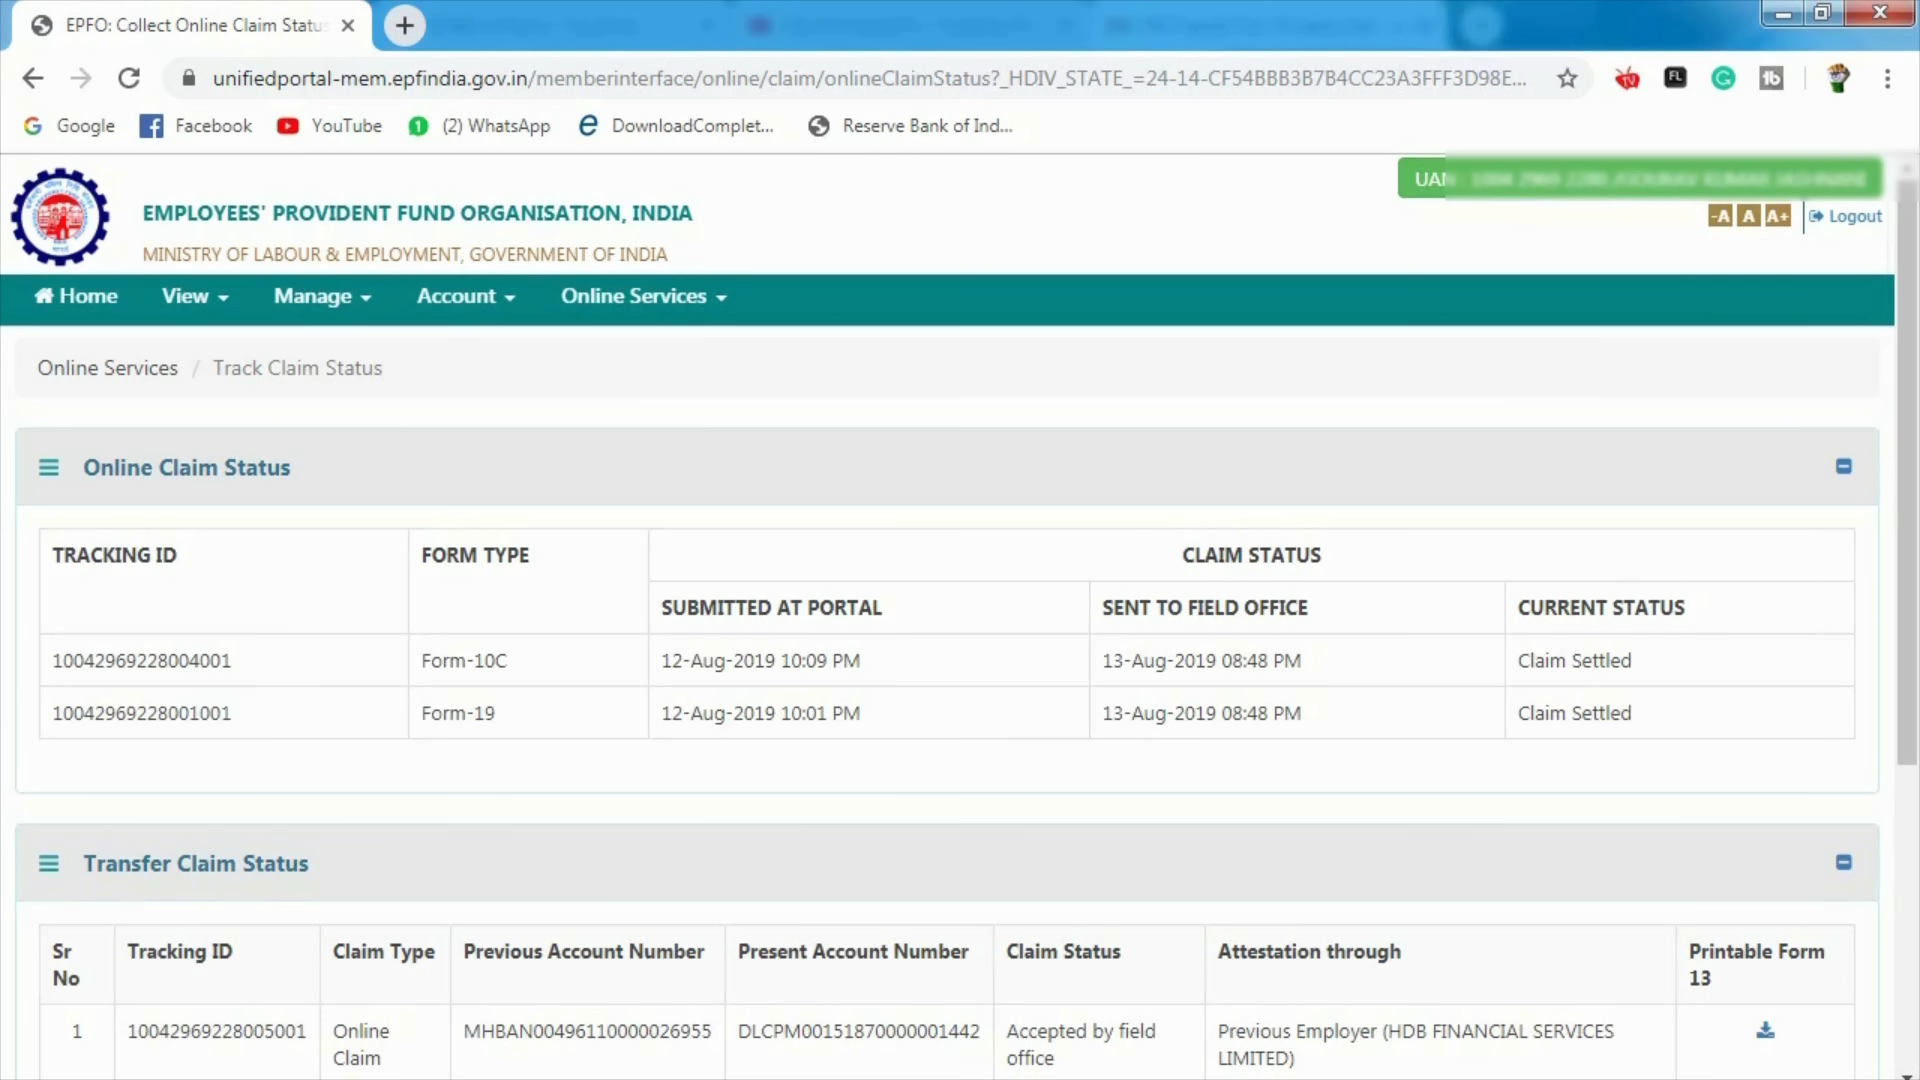 EPFO: Collect Online Claim Statu
unifiedportal-mem.epfindia.gov.in/memberinterface/online/claim/onlineClaimStatus?_HDIV_STATE_=24-14-CF54BBB3B7B4CC23A3FFF3D98E...
Google Facebook YouTube (2) WhatsApp DownloadComplet... Reserve Bank of Ind...
UAN
EMPLOYEES' PROVIDENT FUND ORGANISATION, INDIA
-A A A+ Logout
MINISTRY OF LABOUR & EMPLOYMENT, GOVERNMENT OF INDIA
Home View Manage Account Online Services
Online Services / Track Claim Status
Online Claim Status
TRACKING ID FORM TYPE CLAIM STATUS
SUBMITTED AT PORTAL SENT TO FIELD OFFICE CURRENT STATUS
10042969228004001 Form-10C 12-Aug-2019 10:09 PM 13-Aug-2019 08:48 PM Claim Settled
10042969228001001 Form-19 12-Aug-2019 10:01 PM 13-Aug-2019 08:48 PM Claim Settled
Transfer Claim Status
Sr Tracking ID Claim Type Previous Account Number Present Account Number Claim Status Attestation through Printable Form
No 13
1 10042969228005001 Online MHBAN00496110000026955 DLCPM00151870000001442 Accepted by field Previous Employer (HDB FINANCIAL SERVICES
Claim office LIMITED)